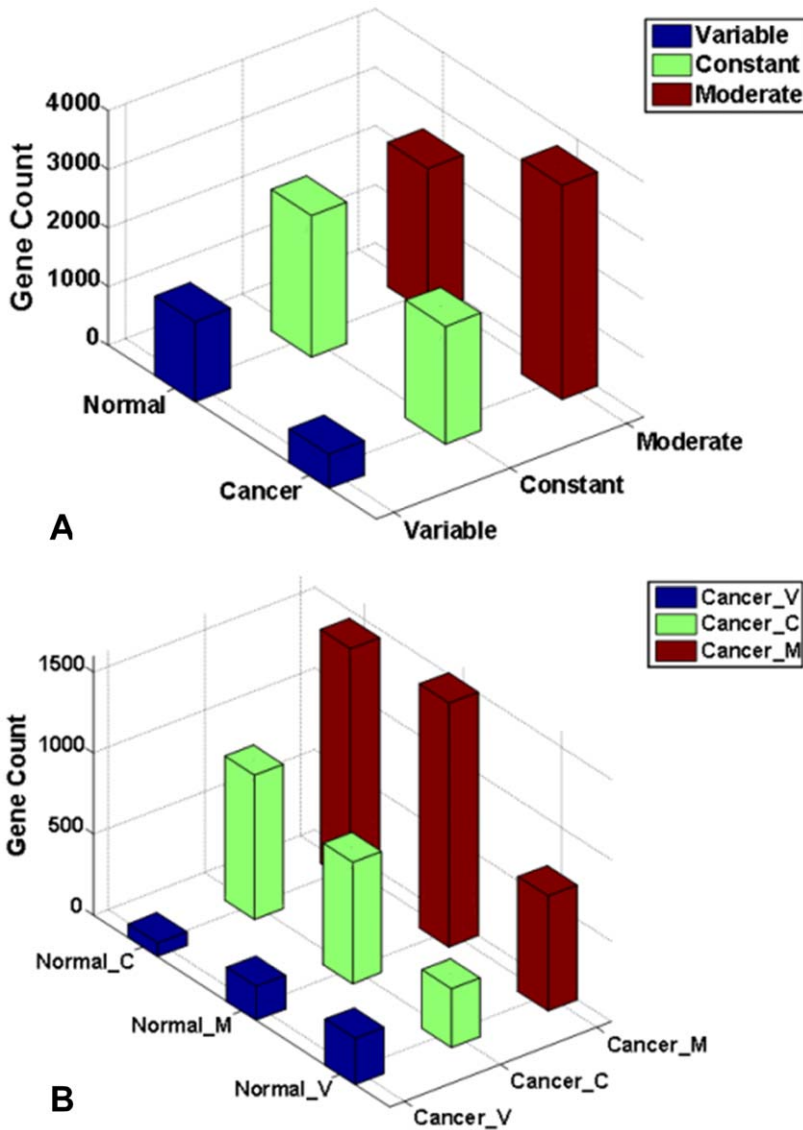 Variable
Constant
Moderate
4000
3000
2000
1000
0
Gene Count
Normal
Cancer
Variable
Constant
Moderate
A
Cancer_V
Cancer_C
Cancer_M
1500
1000
500
0
Gene Count
Normal_C
Normal_M
Normal_V
Cancer_V
Cancer_C
Cancer_M
B